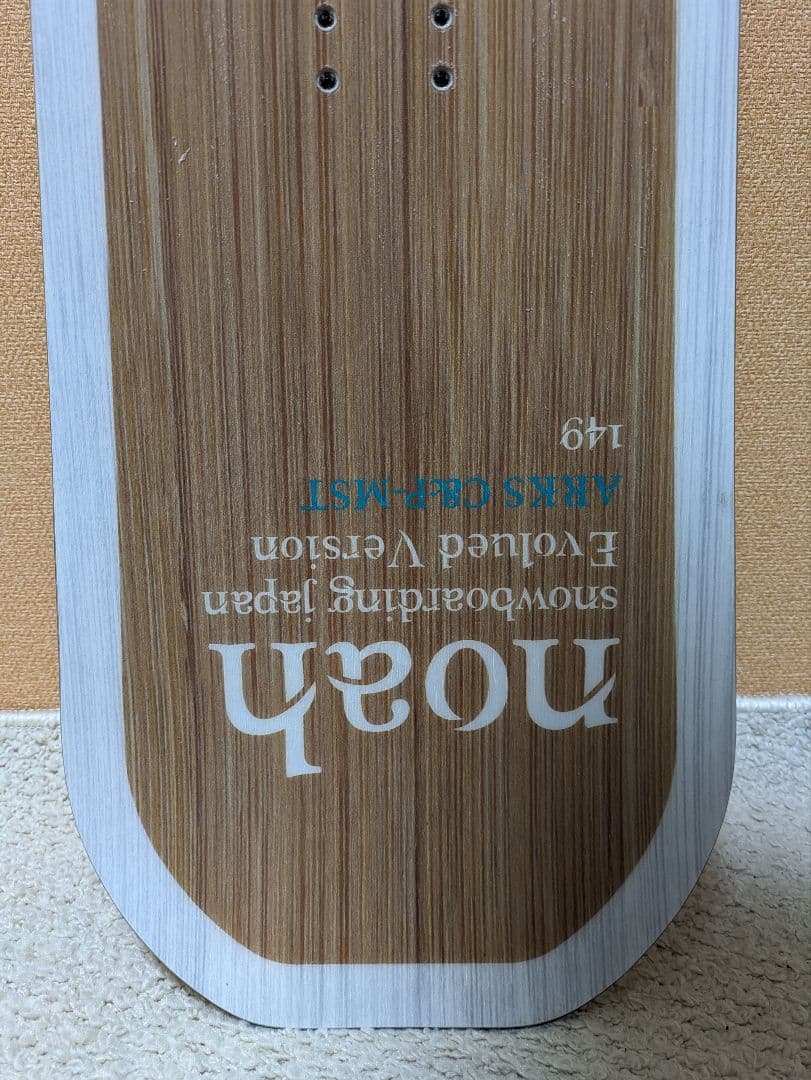 noah
snowboarding japan
Evolued Version
ARKS C&P-MST
149